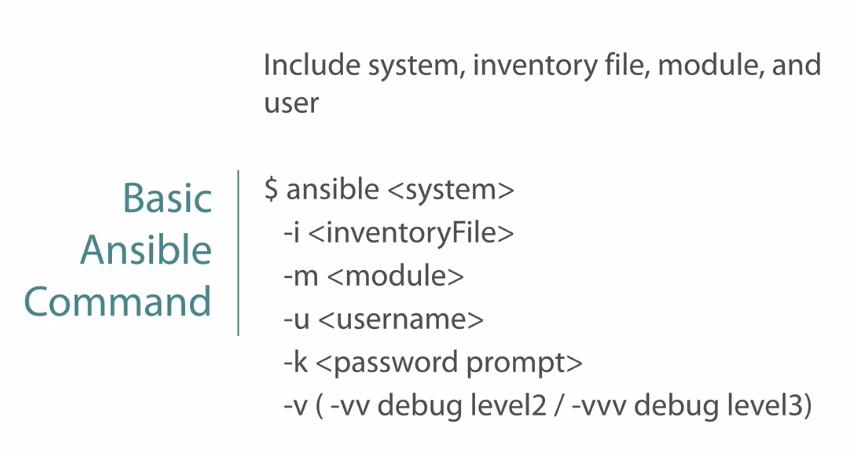 Include system, inventory file, module, and
user
Basic
Ansible
Command
$ ansible <system>
-i <inventoryFile>
-m <module>
-u <username>
-k <password prompt>
-v ( -vv debug level2 / -vvv debug level3)